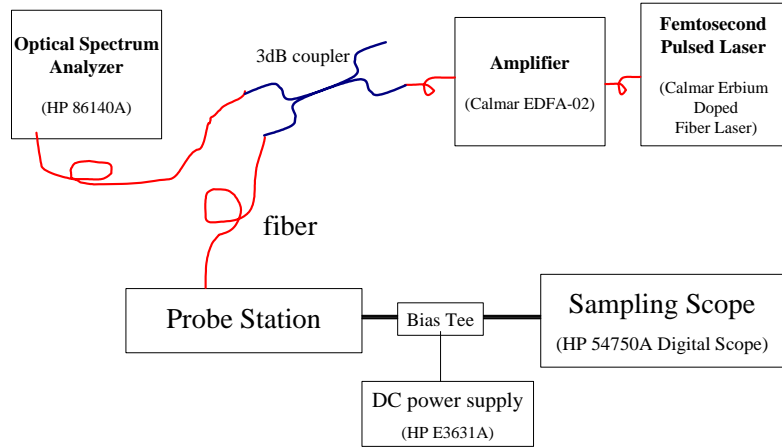 Optical Spectrum
Analyzer
(HP 86140A)
3dB coupler
Amplifier
(Calmar EDFA-02)
Femtosecond
Pulsed Laser
(Calmar Erbium
Doped
Fiber Laser)
fiber
Probe Station
Bias Tee
Sampling Scope
(HP 54750A Digital Scope)
DC power supply
(HP E3631A)